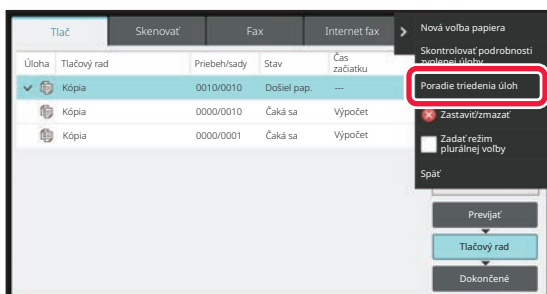 Tlač Skenovať Fax Internet fax
Úloha Tlačový rad Priebeh/sady Stav Čas začiatku
Kópia 0010/0010 Došiel pap. ---
Kópia 0000/0010 Čaká sa Výpočet
Kópia 0000/0001 Čaká sa Výpočet
Nová voľba papiera
Skontrolovať podrobnosti
zvolenej úlohy
Poradie triedenia úloh
Zastaviť/zmazať
Zadať režim
plurálnej voľby
Späť
Prevíjať
Tlačový rad
Dokončené